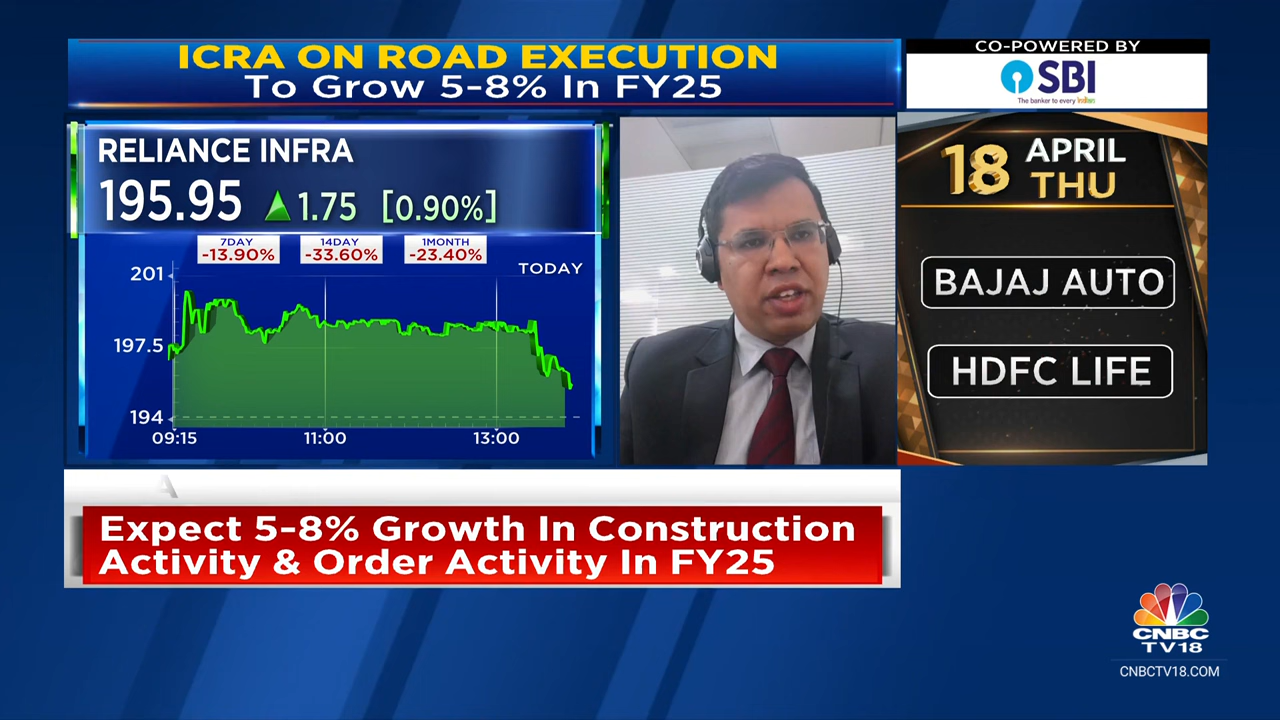 ICRA ON ROAD EXECUTION
To Grow 5-8% In FY25
CO-POWERED BY
SBI
The banker to every Indian
RELIANCE INFRA
195.95 1.75 [0.90%]
7DAY
-13.90%
14DAY
-33.60%
1MONTH
-23.40%
TODAY
201
197.5
194
09:15
11:00
13:00
18 APRIL
THU
BAJAJ AUTO
HDFC LIFE
A
Expect 5-8% Growth In Construction
Activity & Order Activity In FY25
CNBC
TV18
CNBCTV18.COM